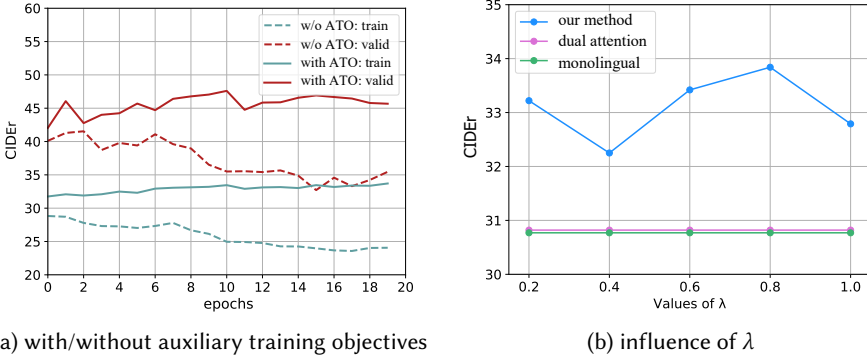 60
55
50
45
40
35
30
25
20
CIDEr
0 2 4 6 8 10 12 14 16 18 20
epochs
w/o ATO: train
w/o ATO: valid
with ATO: train
with ATO: valid
a) with/without auxiliary training objectives
35
34
33
32
31
30
CIDEr
0.2 0.4 0.6 0.8 1.0
Values of λ
our method
dual attention
monolingual
(b) influence of λ